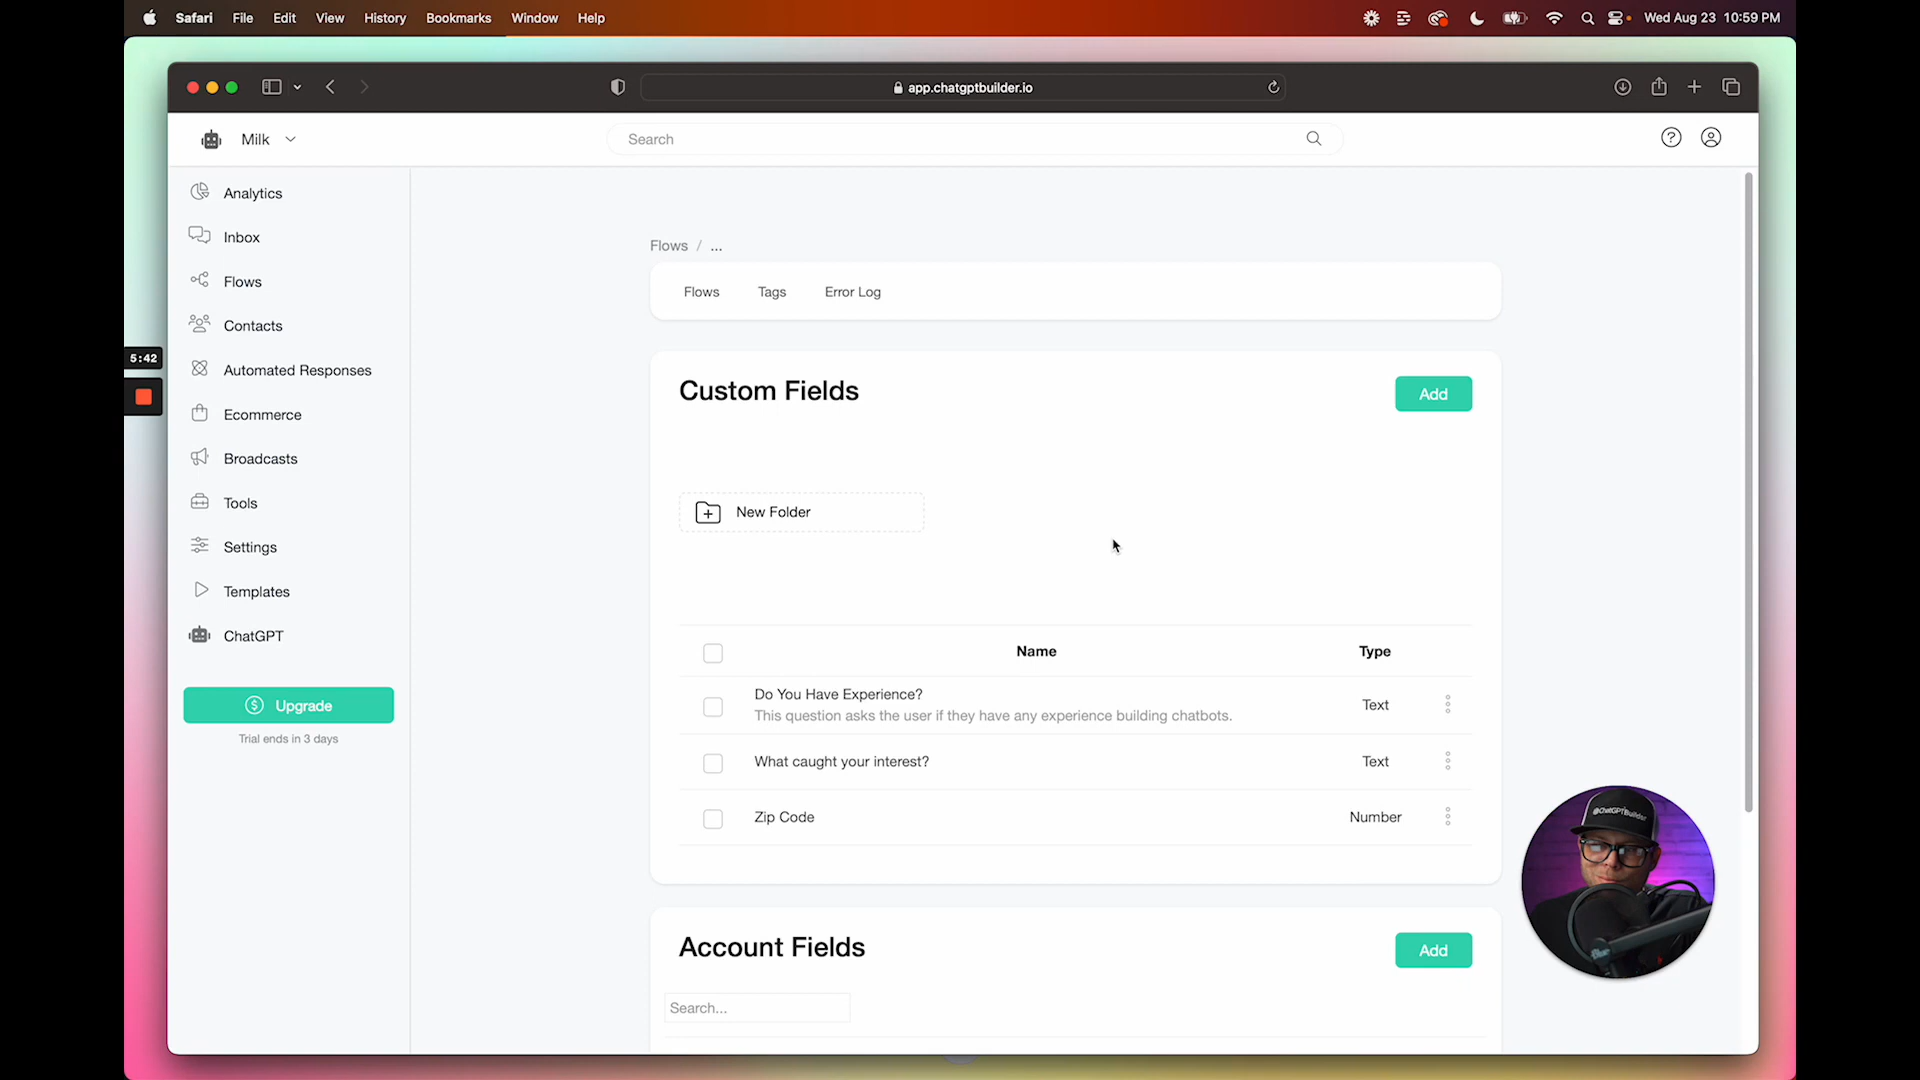 Safari File Edit View History Bookmarks Window Help Wed Aug 23 10:59 PM
app.chatgptbuilder.io
Milk Search
Analytics
Inbox
Flows
Contacts
Automated Responses
Ecommerce
Broadcasts
Tools
Settings
Templates
ChatGPT
Upgrade
Trial ends in 3 days
5:42
Flows / ...
Flows Tags Error Log
Custom Fields Add
New Folder
Name Type
Do You Have Experience? Text
This question asks the user if they have any experience building chatbots.
What caught your interest? Text
Zip Code Number
Account Fields Add
Search...
@ChatGPTBuilder